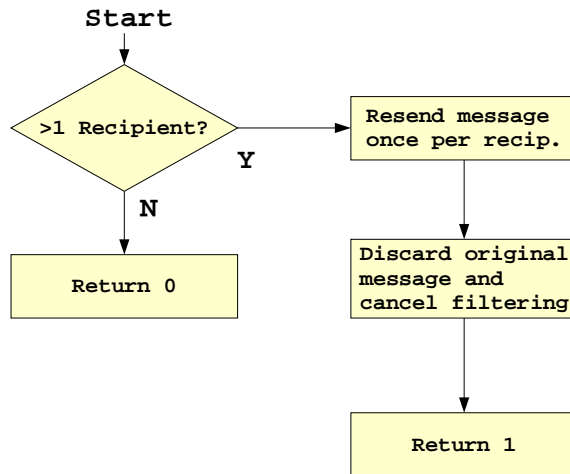 Start
>1 Recipient?
Y
N
Return 0
Resend message
once per recip.
Discard original
message and
cancel filtering
Return 1